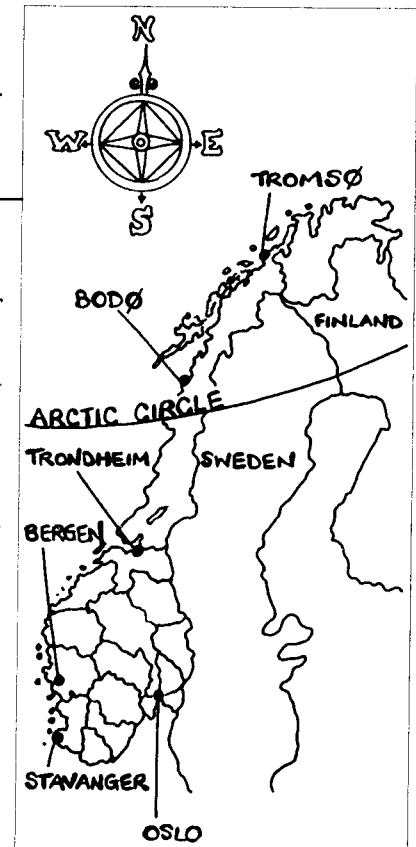 N
W E
S
TROMSØ
BODØ
FINLAND
ARCTIC CIRCLE
TRONDHEIM SWEDEN
BERGEN
STAVANGER
OSLO